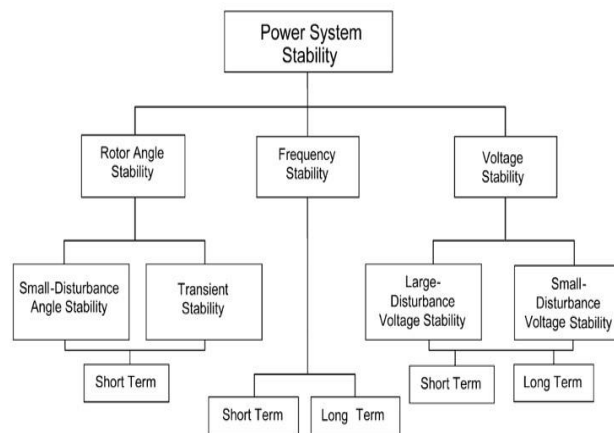 Power System
Stability
Rotor Angle
Stability
Frequency
Stability
Voltage
Stability
Small-Disturbance
Angle Stability
Transient
Stability
Large-
Disturbance
Voltage Stability
Small-
Disturbance
Voltage Stability
Short Term
Short Term
Long Term
Short Term
Long Term